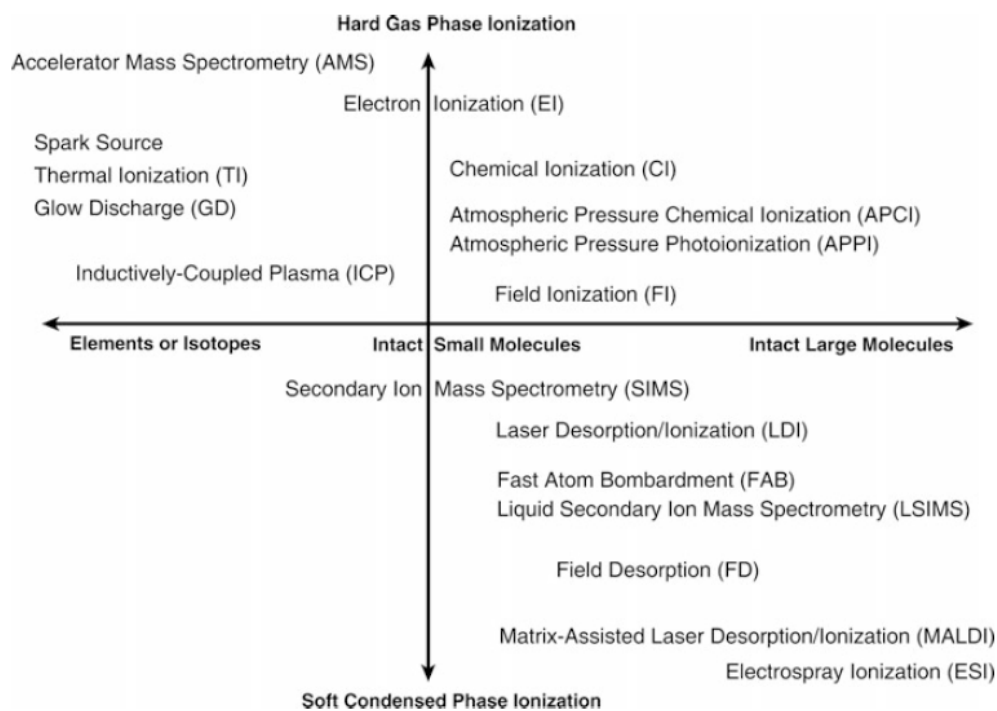 Hard Gas Phase Ionization
Accelerator Mass Spectrometry (AMS)
Electron Ionization (EI)
Spark Source
Thermal Ionization (TI)
Glow Discharge (GD)
Chemical Ionization (CI)
Atmospheric Pressure Chemical Ionization (APCI)
Atmospheric Pressure Photoionization (APPI)
Inductively-Coupled Plasma (ICP)
Field Ionization (FI)
Elements or Isotopes
Intact Small Molecules
Intact Large Molecules
Secondary Ion Mass Spectrometry (SIMS)
Laser Desorption/Ionization (LDI)
Fast Atom Bombardment (FAB)
Liquid Secondary Ion Mass Spectrometry (LSIMS)
Field Desorption (FD)
Matrix-Assisted Laser Desorption/Ionization (MALDI)
Electrospray Ionization (ESI)
Soft Condensed Phase Ionization